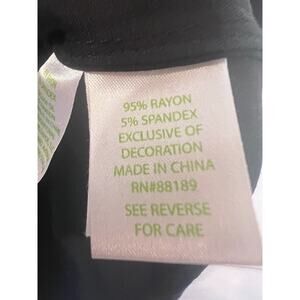 95% RAYON
5% SPANDEX
EXCLUSIVE OF
DECORATION
MADE IN CHINA
RN#88189
SEE REVERSE
FOR CARE